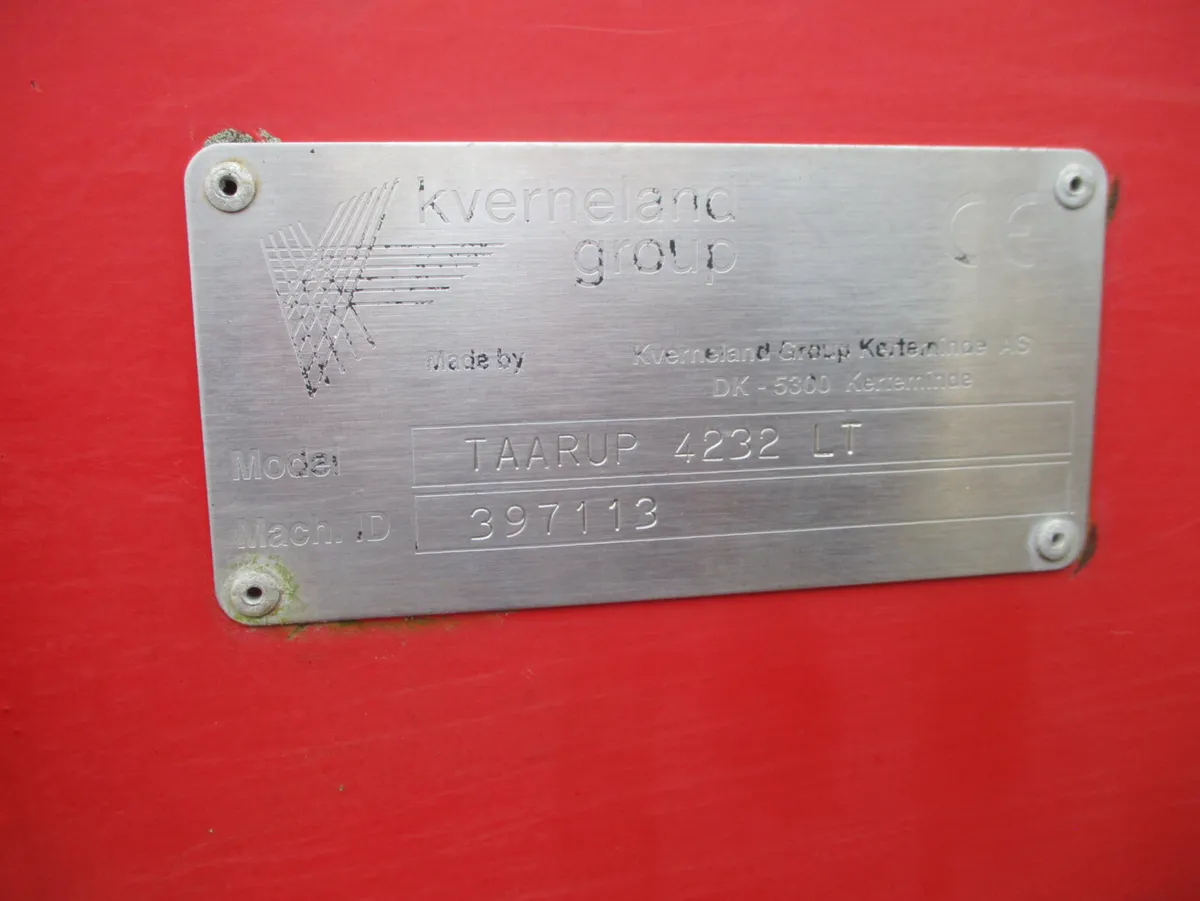 kverneland
group
CE
Made by Kverneland Group Kerteminde AS
DK - 5300 Kerteminde
Model TAARUP 4232 LT
Mach. ID 397113